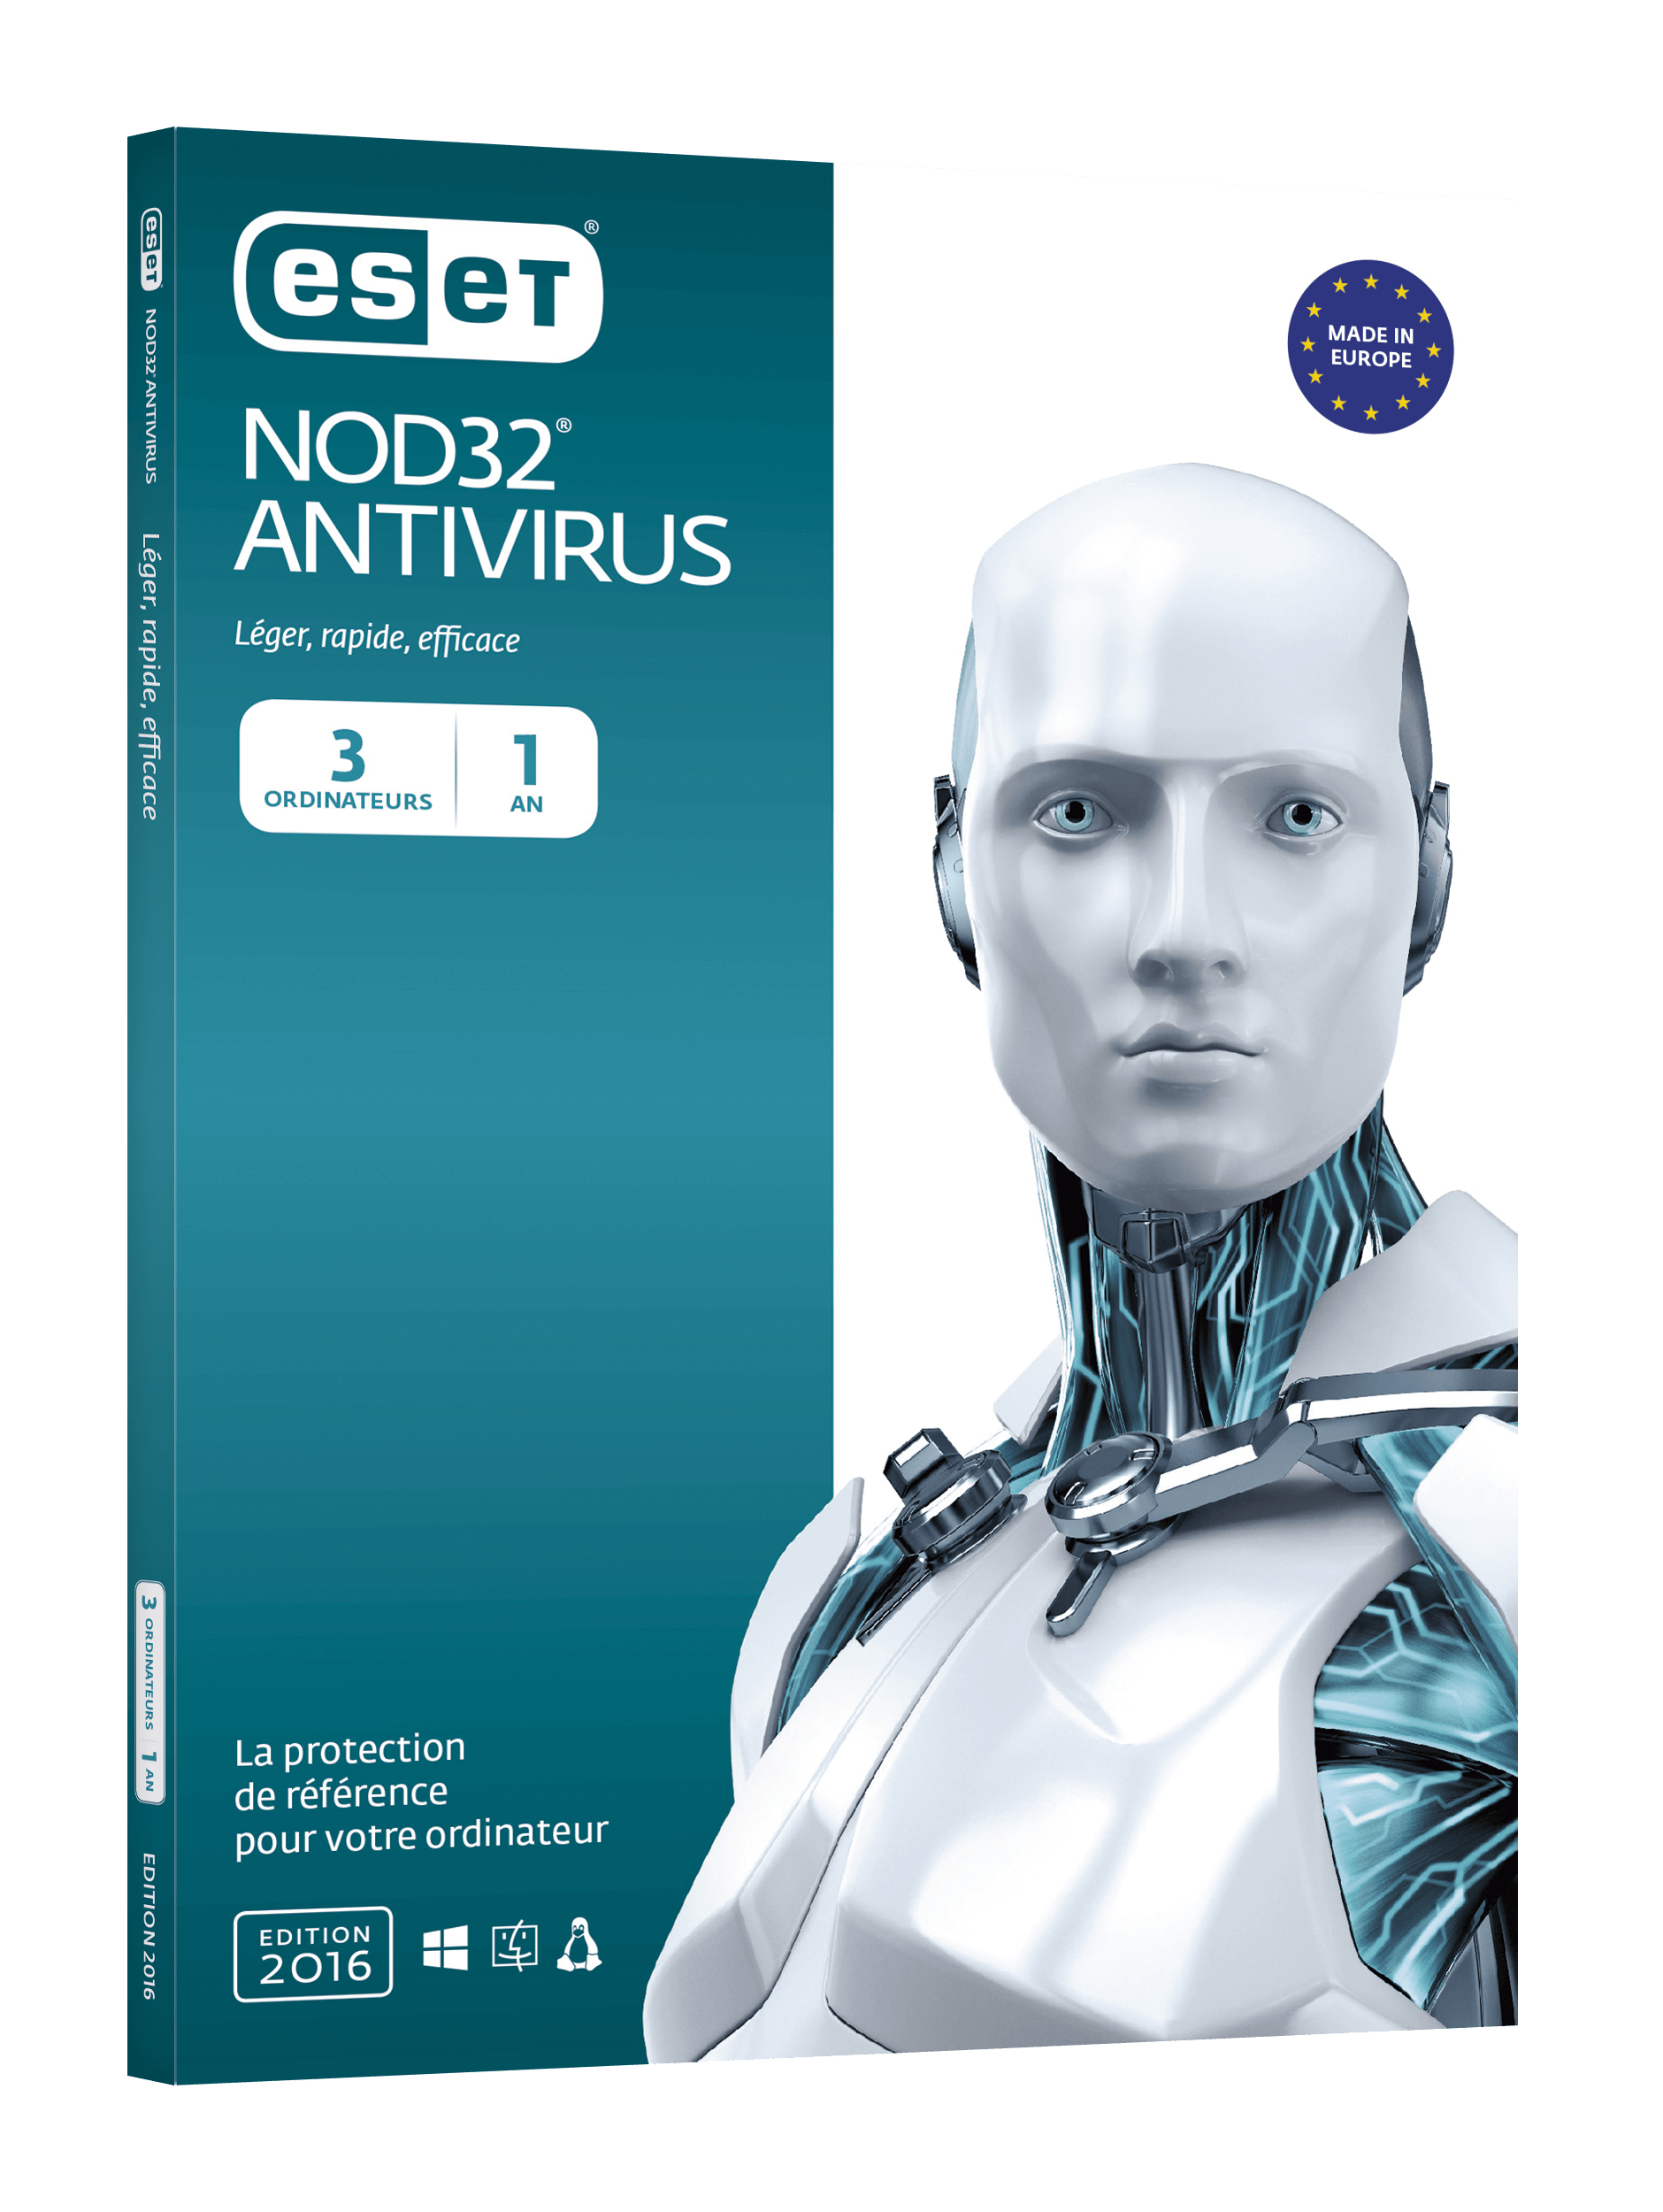 eset®
NOD32®
ANTIVIRUS
Léger, rapide, efficace
3
ORDINATEURS
1
AN
MADE IN
EUROPE
La protection
de référence
pour votre ordinateur
EDITION
2016
eset NOD32® ANTIVIRUS Léger, rapide, efficace 3 ORDINATEURS 1 AN EDITION 2016